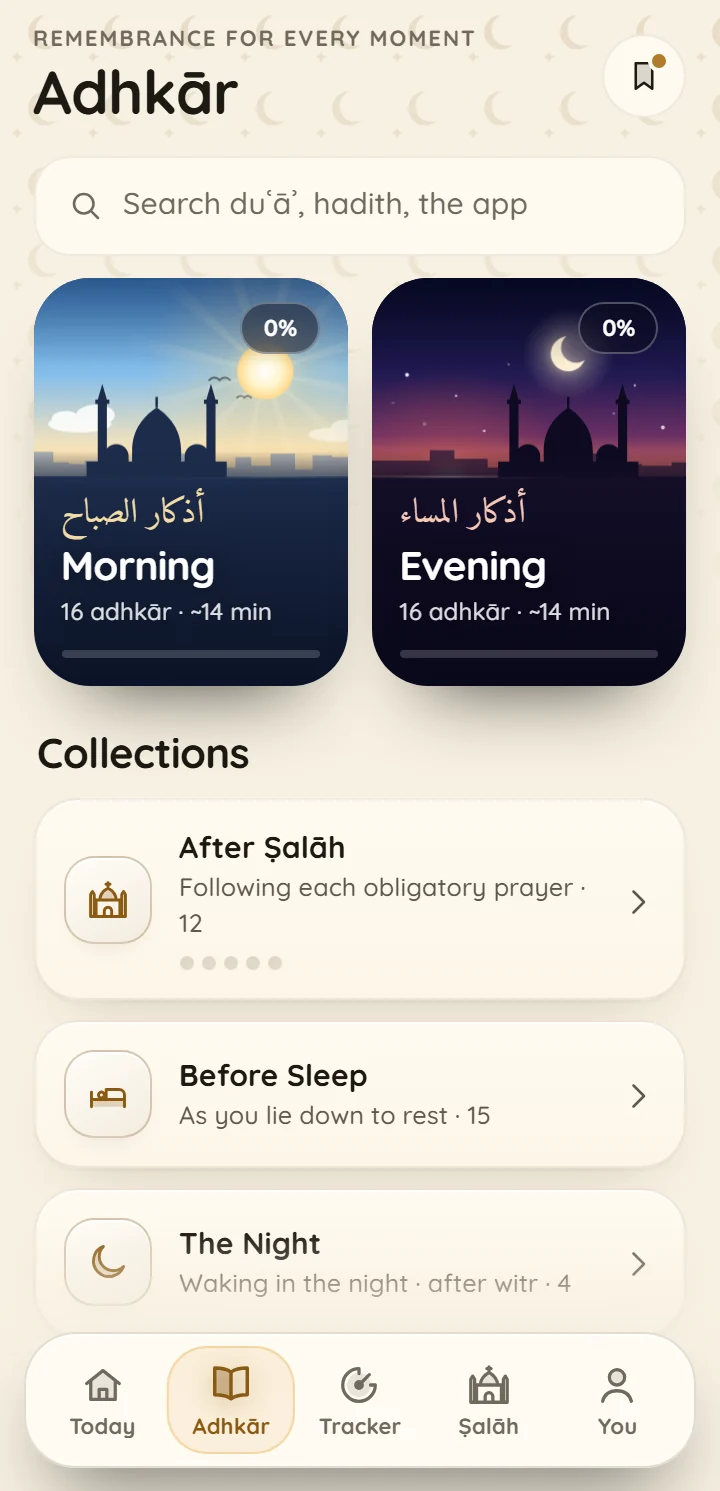 REMEMBRANCE FOR EVERY MOMENT
Adhkār
Search duʿāʾ, hadith, the app
0%
أذكار الصباح
Morning
16 adhkār · ~14 min
0%
أذكار المساء
Evening
16 adhkār · ~14 min
Collections
After Ṣalāh
Following each obligatory prayer ·
12
Before Sleep
As you lie down to rest · 15
The Night
Waking in the night · after witr · 4
Today
Adhkār
Tracker
Ṣalāh
You